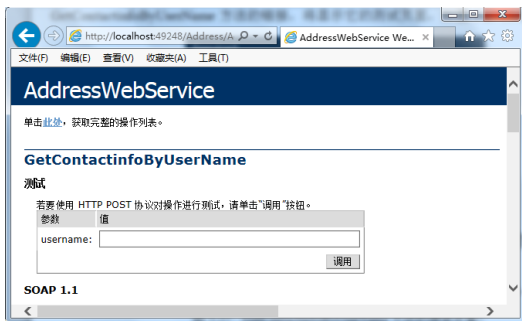 http://localhost:49248/Address/A
AddressWebService We...
文件(F) 编辑(E) 查看(V) 收藏夹(A) 工具(T)
AddressWebService
单击此处，获取完整的操作列表。
GetContactinfoByUserName
测试
若要使用 HTTP POST 协议对操作进行测试，请单击"调用"按钮。
参数 值
username:
调用
SOAP 1.1